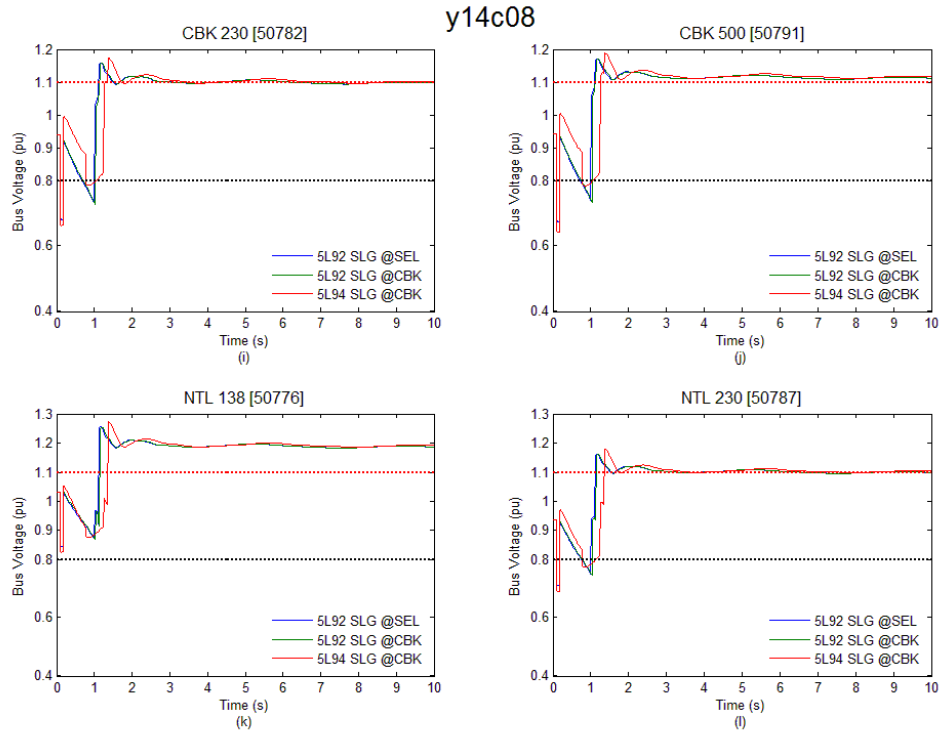 y14c08
CBK 230 [50782]
1.2
1.1
1
0.8
0.6
0.4
Bus Voltage (pu)
5L92 SLG @SEL
5L92 SLG @CBK
5L94 SLG @CBK
0 1 2 3 4 5 6 7 8 9 10
Time (s)
(i)
CBK 500 [50791]
1.2
1.1
1
0.8
0.6
0.4
Bus Voltage (pu)
5L92 SLG @SEL
5L92 SLG @CBK
5L94 SLG @CBK
0 1 2 3 4 5 6 7 8 9 10
Time (s)
(j)
NTL 138 [50776]
1.3
1.2
1.1
1
0.9
0.8
0.6
0.4
Bus Voltage (pu)
5L92 SLG @SEL
5L92 SLG @CBK
5L94 SLG @CBK
0 1 2 3 4 5 6 7 8 9 10
Time (s)
(k)
NTL 230 [50787]
1.3
1.2
1.1
1
0.9
0.8
0.6
0.4
Bus Voltage (pu)
5L92 SLG @SEL
5L92 SLG @CBK
5L94 SLG @CBK
0 1 2 3 4 5 6 7 8 9 10
Time (s)
(l)